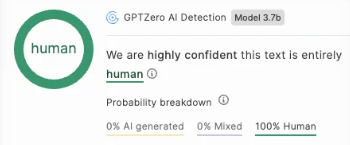 human
GPTZero AI Detection Model 3.7b
We are highly confident this text is entirely
human
Probability breakdown
0% AI generated 0% Mixed 100% Human